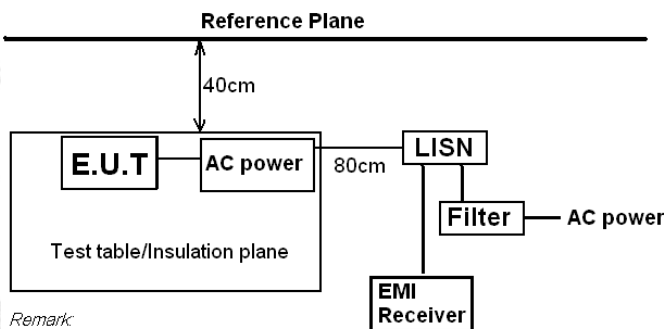 Reference Plane
40cm
E.U.T
AC power
80cm
LISN
Filter
AC power
Test table/Insulation plane
EMI
Receiver
Remark: